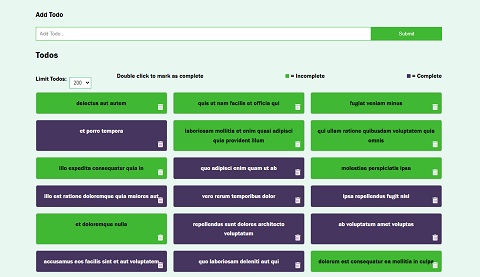 Add Todo
Add Todo...
Submit
Todos
Limit Todos:
200
Double click to mark as complete
= Incomplete
= Complete
delectus aut autem
quis ut nam facilis et officia qui
fugiat veniam minus
et porro tempora
laboriosam mollitia et enim quasi adipisci
quia provident illum
qui ullam ratione quibusdam voluptatem quia
omnis
illo expedita consequatur quia in
quo adipisci enim quam ut ab
molestiae perspiciatis ipsa
illo est ratione doloremque quia maiores aut
vero rerum temporibus dolor
ipsa repellendus fugit nisi
et doloremque nulla
repellendus sunt dolores architecto
voluptatum
ab voluptatum amet voluptas
accusamus eos facilis sint et aut voluptatem
quo laboriosam deleniti aut qui
dolorum est consequatur ea mollitia in culpa